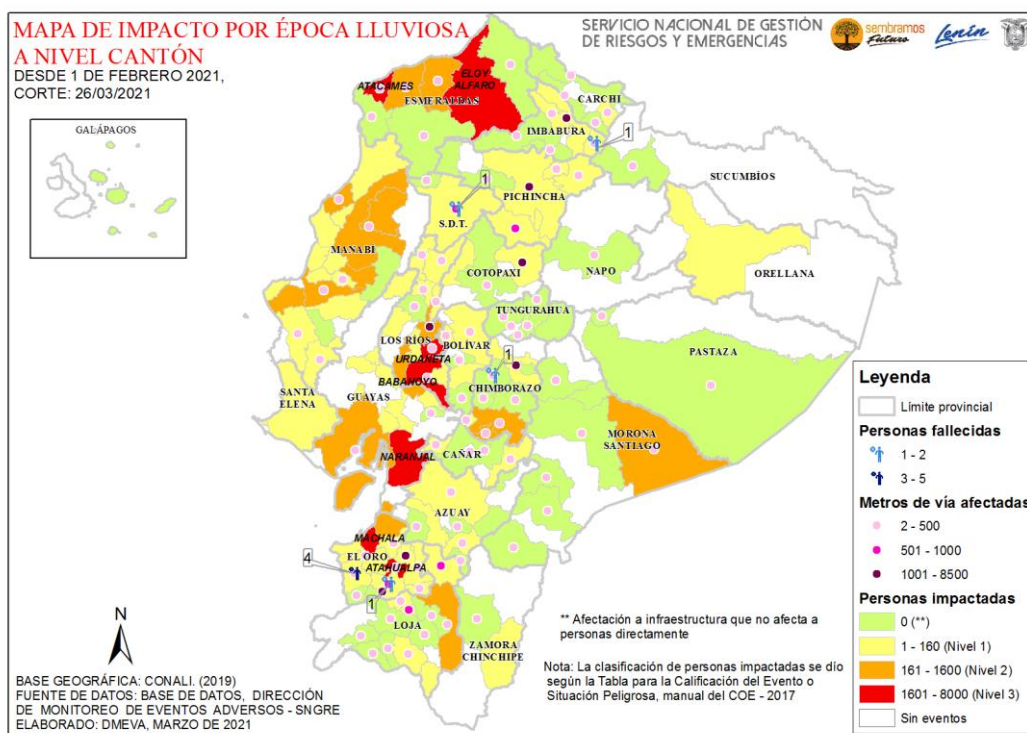 MAPA DE IMPACTO POR ÉPOCA LLUVIOSA
A NIVEL CANTÓN
DESDE 1 DE FEBRERO 2021,
CORTE: 26/03/2021
SERVICIO NACIONAL DE GESTIÓN
DE RIESGOS Y EMERGENCIAS
sembramos
Futuro
Lenín
GALÁPAGOS
ATACAMES
ELOY
ALFARO
ESMERALDAS
CARCHI
IMBABURA
1
SUCUMBÍOS
1
PICHINCHA
S.D.T.
MANABÍ
ORELLANA
COTOPAXI
NAPO
TUNGURAHUA
LOS RÍOS
BOLÍVAR
URDANETA
1
PASTAZA
BABAHOYO
CHIMBORAZO
SANTA
ELENA
GUAYAS
MORONA
SANTIAGO
NARANJAL
CAÑAR
AZUAY
MACHALA
EL ORO
4
ATAHUALPA
1
LOJA
ZAMORA
CHINCHIPE
N
Leyenda
Límite provincial
Personas fallecidas
1 - 2
3 - 5
Metros de vía afectadas
2 - 500
501 - 1000
1001 - 8500
Personas impactadas
0 (**)
1 - 160 (Nivel 1)
161 - 1600 (Nivel 2)
1601 - 8000 (Nivel 3)
Sin eventos
** Afectación a infraestructura que no afecta a
personas directamente
Nota: La clasificación de personas impactadas se dío
según la Tabla para la Calificación del Evento o
Situación Peligrosa, manual del COE - 2017
BASE GEOGRÁFICA: CONALI. (2019)
FUENTE DE DATOS: BASE DE DATOS, DIRECCIÓN
DE MONITOREO DE EVENTOS ADVERSOS - SNGRE
ELABORADO: DMEVA, MARZO DE 2021